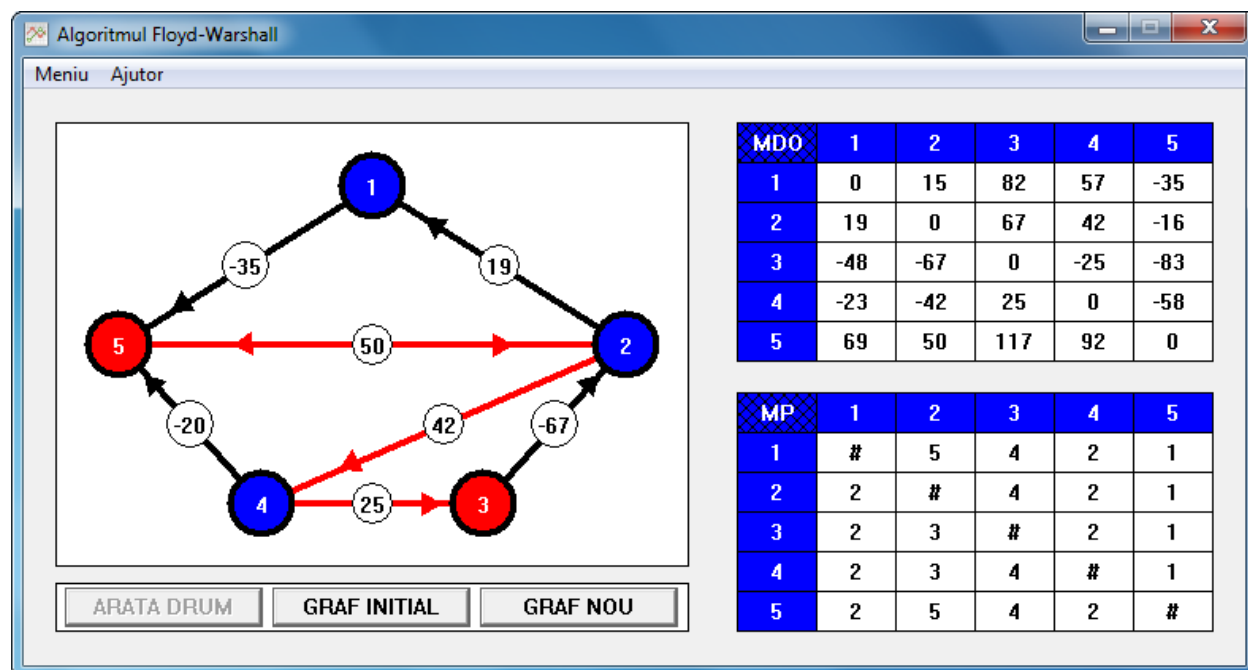 Algoritmul Floyd-Warshall
Meniu Ajutor
1
-35
19
5
50
2
-20
42
-67
4
25
3
ARATA DRUM GRAF INITIAL GRAF NOU
MDO 1 2 3 4 5
1 0 15 82 57 -35
2 19 0 67 42 -16
3 -48 -67 0 -25 -83
4 -23 -42 25 0 -58
5 69 50 117 92 0
MP 1 2 3 4 5
1 # 5 4 2 1
2 2 # 4 2 1
3 2 3 # 2 1
4 2 3 4 # 1
5 2 5 4 2 #